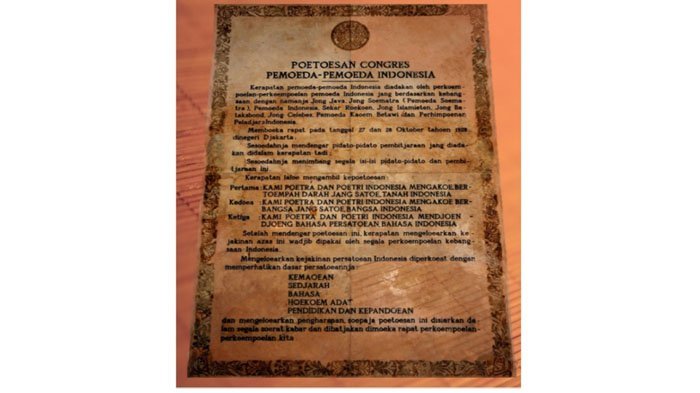 POETOESAN CONGRES
PEMOEDA-PEMOEDA INDONESIA
Kerapatan pemoeda-pemoeda Indonesia diadakan oleh perkoem-
poelan-perkoempoelan pemoeda Indonesia jang berdasarkan kebang-
saan dengan namanja Jong Java, Jong Soematra (Pemoeda Soema-
tra), Pemoeda Indonesia, Sekar Roekoen, Jong Islamieten, Jong Ba-
taksbond, Jong Celebes, Pemoeda Kaoem Betawi dan Perhimpoenan
Peladjar Indonesia.
Memboeka rapat pada tanggal 27 dan 28 Oktober tahoen 1928
dinegeri Djakarta;
Sesoedahnja mendengar pidato-pidato pembitjaraan jang diada-
kan didalam kerapatan tadi;
Sesoedahnja menimbang segala isi-isi pidato-pidato dan pembi-
tjaraan ini
Kerapatan laloe mengambil kepoetoesan:
Pertama: KAMI POETRA DAN POETRI INDONESIA MENGAKOE BER-
TOEMPAH DARAH JANG SATOE, TANAH INDONESIA
Kedoea : KAMI POETRA DAN POETRI INDONESIA MENGAKOE BER-
BANGSA JANG SATOE, BANGSA INDONESIA
Ketiga : KAMI POETRA DAN POETRI INDONESIA MENDJOEN-
DJOENG BAHASA PERSATOEAN BAHASA INDONESIA
Setelah mendengar poetoesan ini, kerapatan mengeloearkan ke-
jakinan azas ini wadjib dipakai oleh segala perkoempoelan kebang-
saan Indonesia.
Mengeloearkan kejakinan persatoean Indonesia diperkoeat dengan
memperhatikan dasar persatoeannja:
KEMAOEAN
SEDJARAH
BAHASA
HOEKOEM ADAT
PENDIDIKAN DAN KEPANDOEAN
dan mengeloearkan pengharapan, soepaja poetoesan ini disiarkan da-
lam segala soerat kabar dan dibatjakan dimoeka rapat perkoempoelan-
perkoempoelan kita